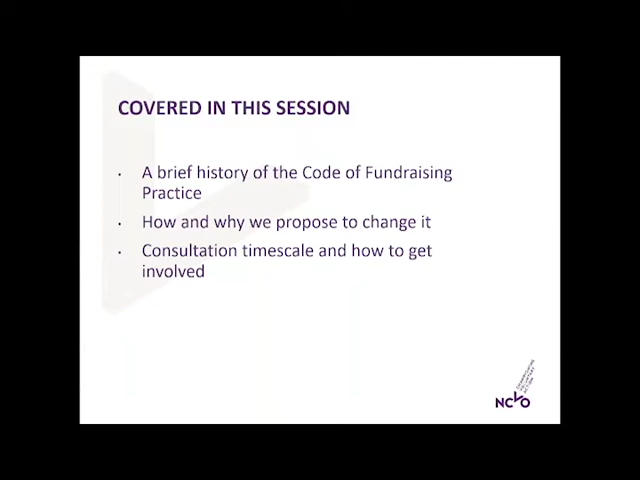 COVERED IN THIS SESSION
· A brief history of the Code of Fundraising
Practice
· How and why we propose to change it
· Consultation timescale and how to get
involved
NCVO